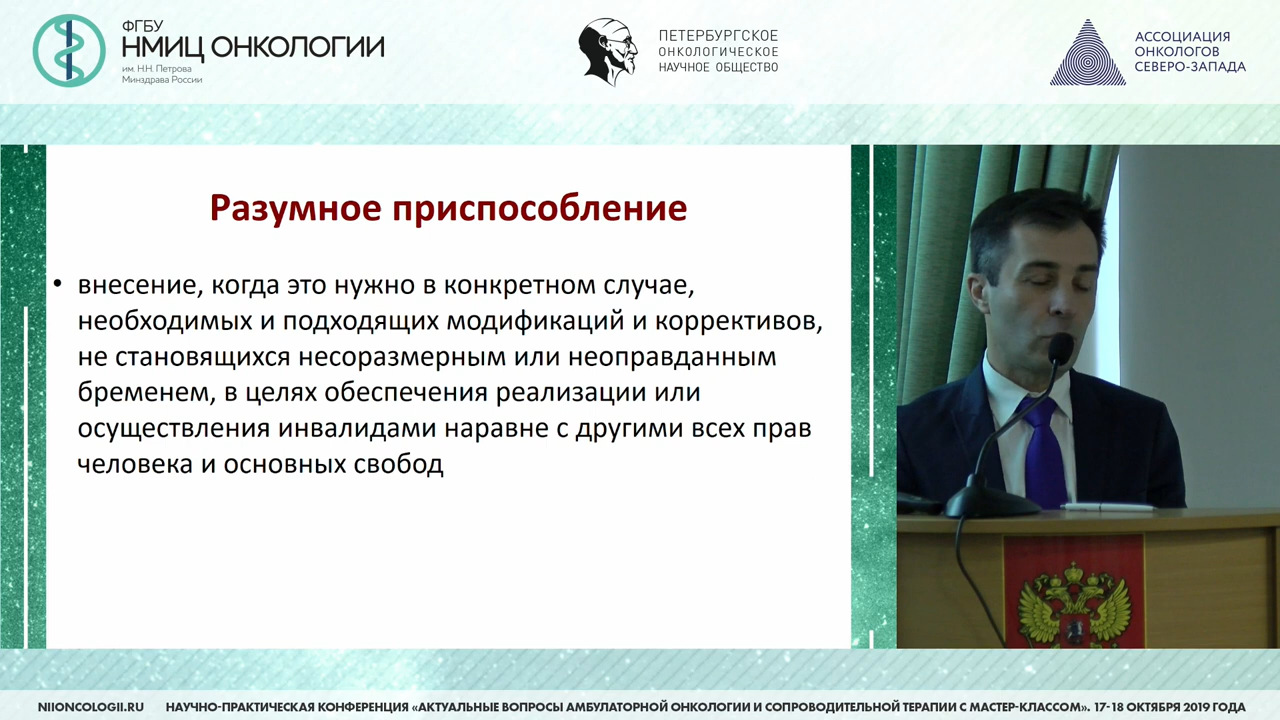 ФГБУ
НМИЦ ОНКОЛОГИИ
им. Н.Н. Петрова
Минздрава России
ПЕТЕРБУРГСКОЕ
ОНКОЛОГИЧЕСКОЕ
НАУЧНОЕ ОБЩЕСТВО
АССОЦИАЦИЯ
ОНКОЛОГОВ
СЕВЕРО-ЗАПАДА
Разумное приспособление
• внесение, когда это нужно в конкретном случае,
необходимых и подходящих модификаций и коррективов,
не становящихся несоразмерным или неоправданным
бременем, в целях обеспечения реализации или
осуществления инвалидами наравне с другими всех прав
человека и основных свобод
NIIONCOLOGII.RU НАУЧНО-ПРАКТИЧЕСКАЯ КОНФЕРЕНЦИЯ «АКТУАЛЬНЫЕ ВОПРОСЫ АМБУЛАТОРНОЙ ОНКОЛОГИИ И СОПРОВОДИТЕЛЬНОЙ ТЕРАПИИ С МАСТЕР-КЛАССОМ». 17-18 ОКТЯБРЯ 2019 ГОДА